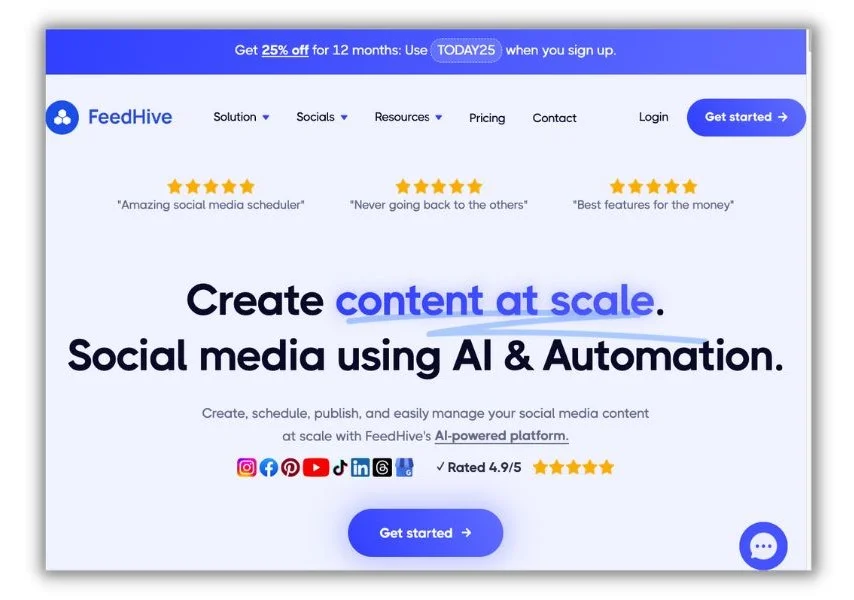 Get 25% off for 12 months: Use TODAY25 when you sign up.
FeedHive Solution Socials Resources Pricing Contact Login Get started →
"Amazing social media scheduler" "Never going back to the others" "Best features for the money"
Create content at scale.
Social media using AI & Automation.
Create, schedule, publish, and easily manage your social media content
at scale with FeedHive's AI-powered platform.
✓ Rated 4.9/5
Get started →